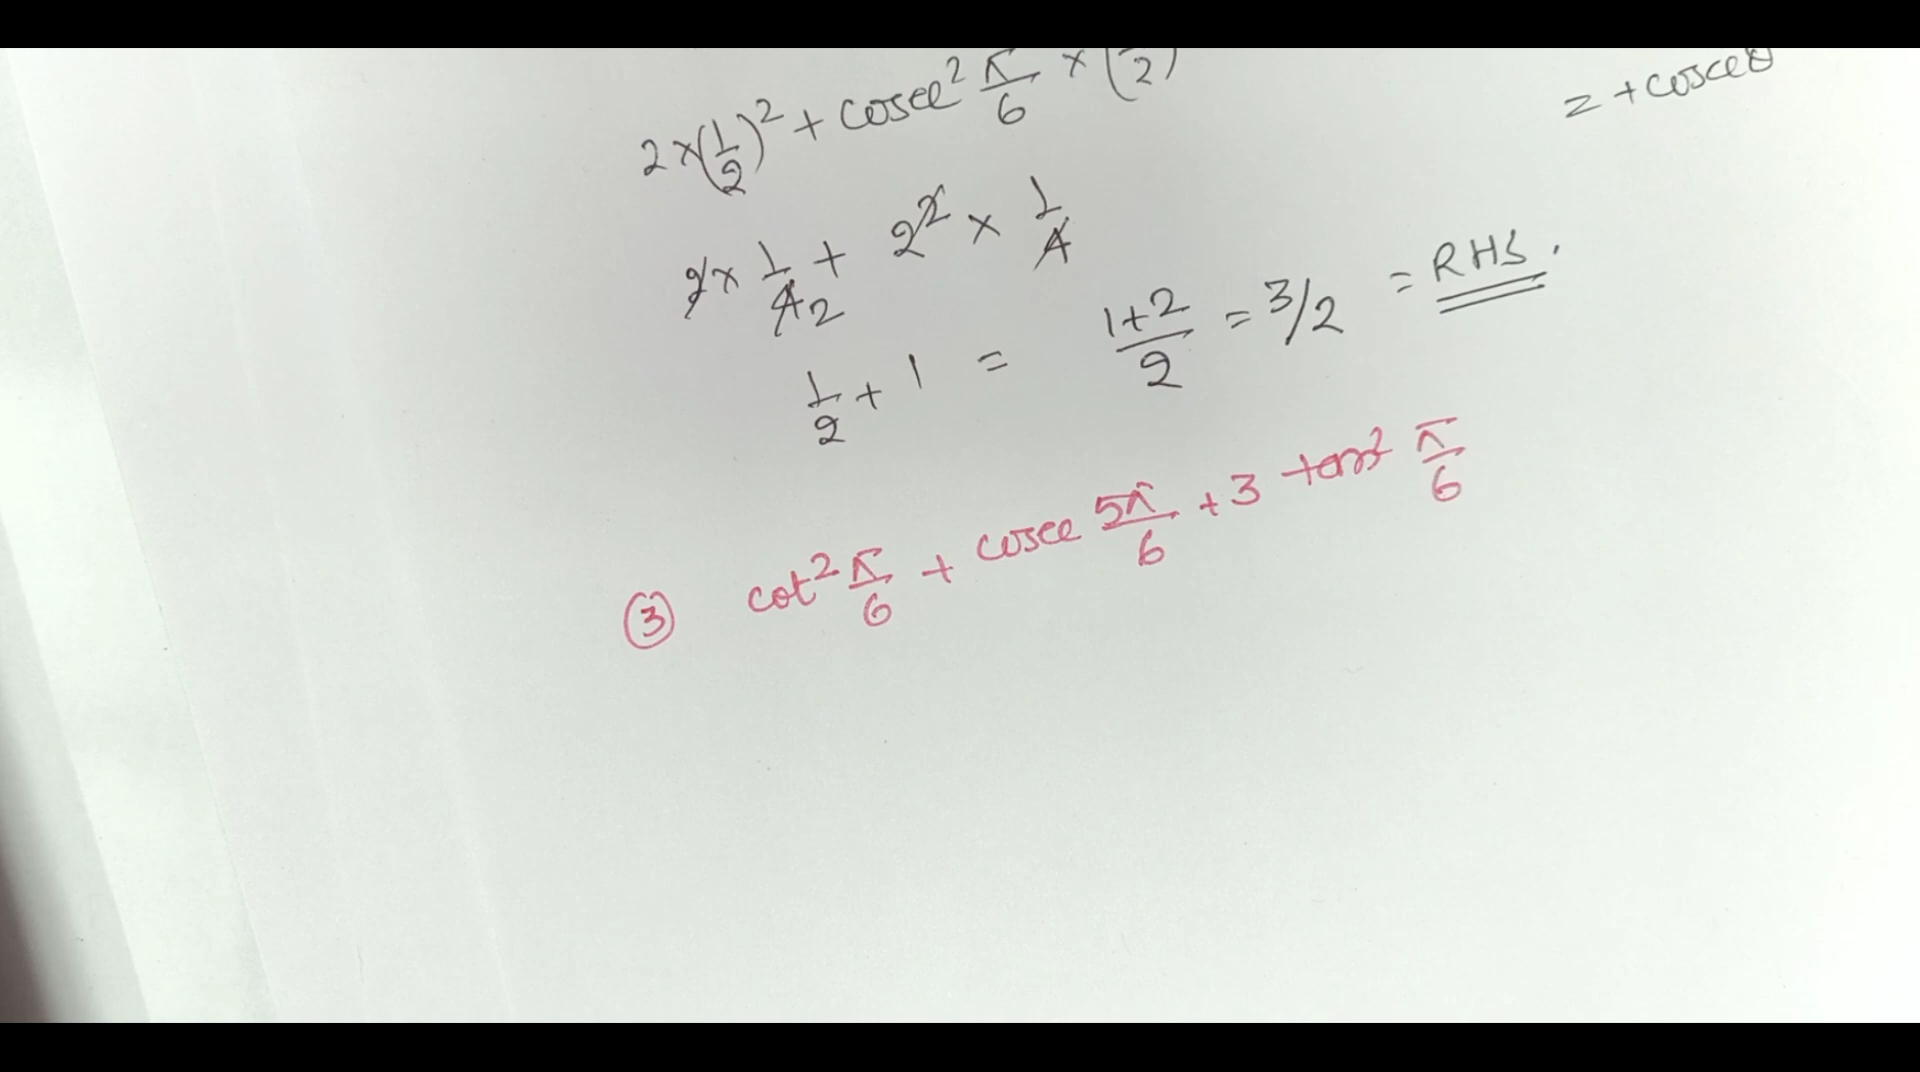 2×(1/2)² + cosec² π/6 × (/2)
= + cosecθ
2× 1/4 2 + 2² × 1/4
1/2 + 1 = 1+2/2 = 3/2 = RHS.
③ cot² π/6 + cosec 5π/6 + 3 tan² π/6